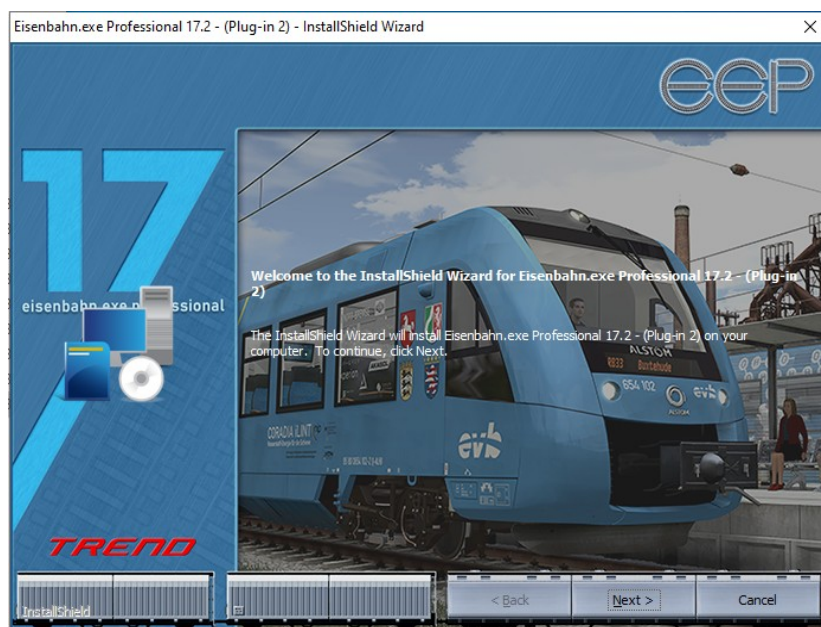 Eisenbahn.exe Professional 17.2 - (Plug-in 2) - InstallShield Wizard
EEP
17
eisenbahn.exe professional
Welcome to the InstallShield Wizard for Eisenbahn.exe Professional 17.2 - (Plug-in
2)
The InstallShield Wizard will install Eisenbahn.exe Professional 17.2 - (Plug-in 2) on your
computer. To continue, click Next.
ALSTOM
RB33 Buxtehude
654 102
ALSTOM
evb
CORADIA iLINT
evb
TREND
InstallShield
< Back
Next >
Cancel